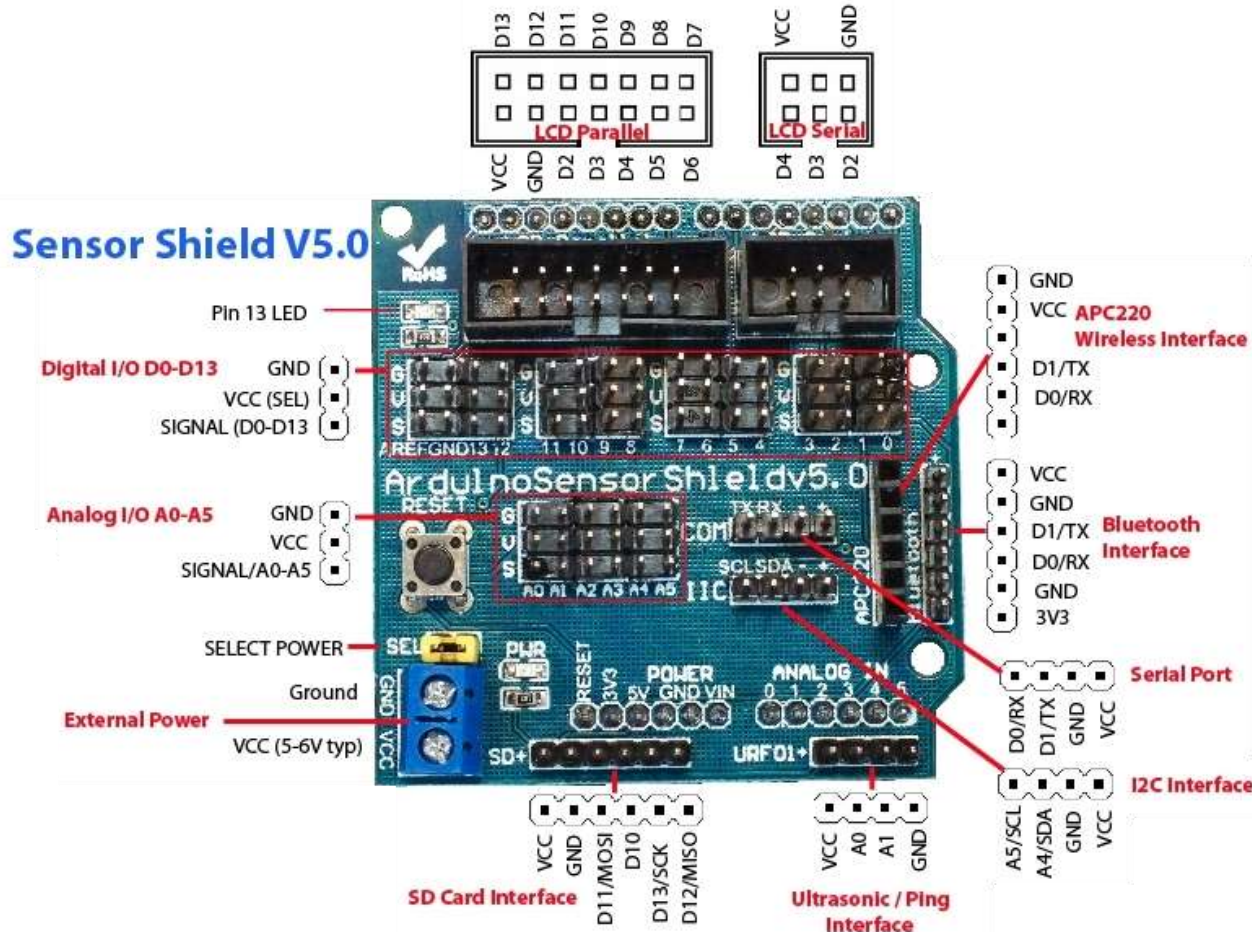 D13 D12 D11 D10 D9 D8 D7
VCC GND
LCD Parallel
LCD Serial
VCC GND D2 D3 D4 D5 D6
D4 D3 D2
Sensor Shield V5.0
RoHS
Pin 13 LED
GND
VCC
APC220
Wireless Interface
D1/TX
D0/RX
Digital I/O D0-D13
GND
VCC (SEL)
SIGNAL (D0-D13
G
V
S
G
V
S
G
V
S
G
V
S
AREFGND13 12
11 10 9 8
7 6 5 4
3 2 1 0
ArduinoSensorShieldv5.0
RESET
Analog I/O A0-A5
GND
VCC
SIGNAL/A0-A5
G
V
S
A0 A1 A2 A3 A4 A5
COM
TX RX - +
IIC
SCLSDA - +
APC220
Bluetooth
+
VCC
GND
D1/TX
D0/RX
GND
3V3
Bluetooth
Interface
SELECT POWER
SEL
PWR
Ground
External Power
VCC (5-6V typ)
GND
VCC
POWER
RESET
3V3
5V GND VIN
ANALOG IN
0 1 2 3 4 5
SD+
URF01+
Serial Port
D0/RX D1/TX GND VCC
I2C Interface
A5/SCL A4/SDA GND VCC
VCC GND D11/MOSI D10 D13/SCK D12/MISO
SD Card Interface
VCC A0 A1 GND
Ultrasonic / Ping
Interface